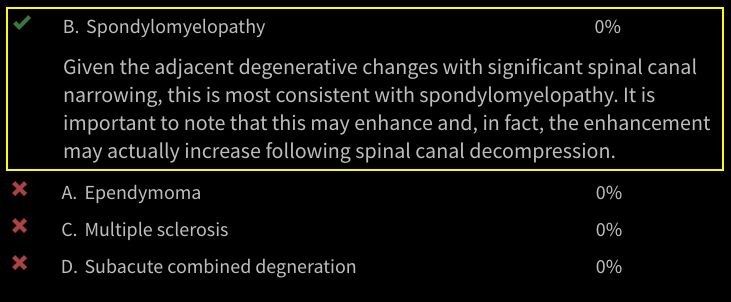 B. Spondylomyelopathy 0%
Given the adjacent degenerative changes with significant spinal canal
narrowing, this is most consistent with spondylomyelopathy. It is
important to note that this may enhance and, in fact, the enhancement
may actually increase following spinal canal decompression.
A. Ependymoma 0%
C. Multiple sclerosis 0%
D. Subacute combined degneration 0%